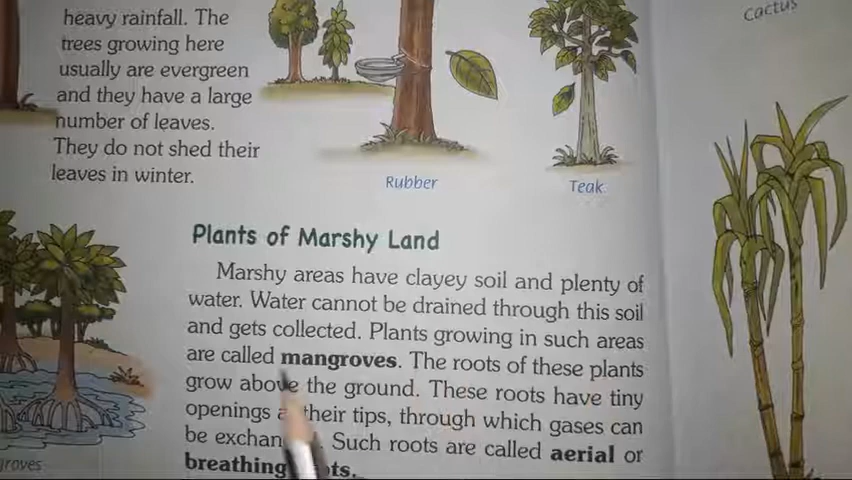 heavy rainfall. The
trees growing here
usually are evergreen
and they have a large
number of leaves.
They do not shed their
leaves in winter.
Rubber
Teak
Cactus
Plants of Marshy Land
Marshy areas have clayey soil and plenty of
water. Water cannot be drained through this soil
and gets collected. Plants growing in such areas
are called mangroves. The roots of these plants
grow above the ground. These roots have tiny
openings their tips, through which gases can
be Such roots are called aerial or
breathing
groves